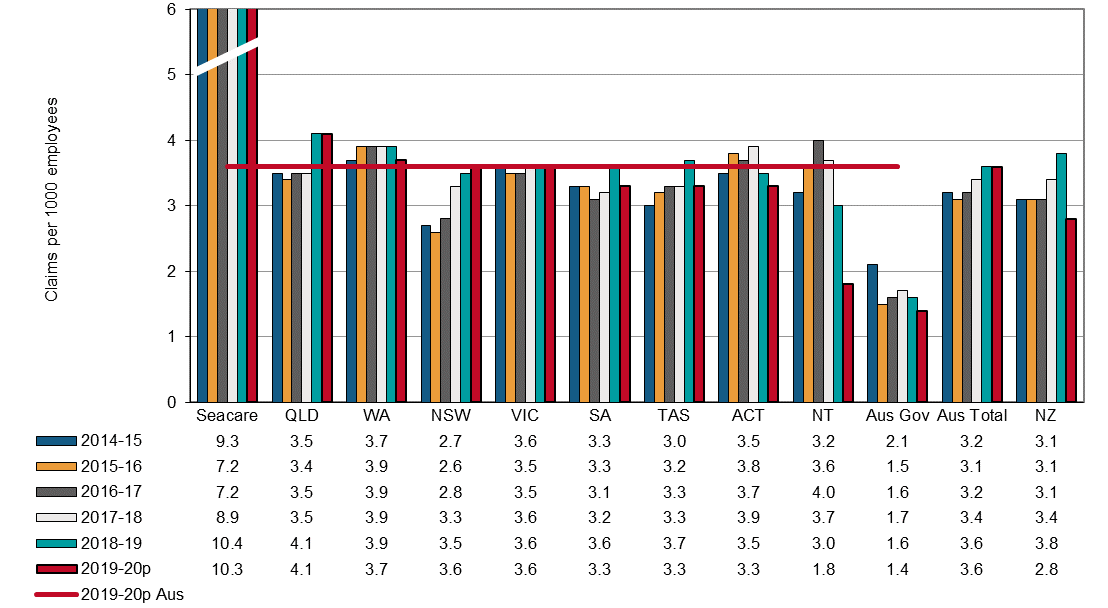 6
5
4
3
2
1
0
Claims per 1000 employees
Seacare QLD WA NSW VIC SA TAS ACT NT Aus Gov Aus Total NZ
2014-15 9.3 3.5 3.7 2.7 3.6 3.3 3.0 3.5 3.2 2.1 3.2 3.1
2015-16 7.2 3.4 3.9 2.6 3.5 3.3 3.2 3.8 3.6 1.5 3.1 3.1
2016-17 7.2 3.5 3.9 2.8 3.5 3.1 3.3 3.7 4.0 1.6 3.2 3.1
2017-18 8.9 3.5 3.9 3.3 3.6 3.2 3.3 3.9 3.7 1.7 3.4 3.4
2018-19 10.4 4.1 3.9 3.5 3.6 3.6 3.7 3.5 3.0 1.6 3.6 3.8
2019-20p 10.3 4.1 3.7 3.6 3.6 3.3 3.3 3.3 1.8 1.4 3.6 2.8
2019-20p Aus